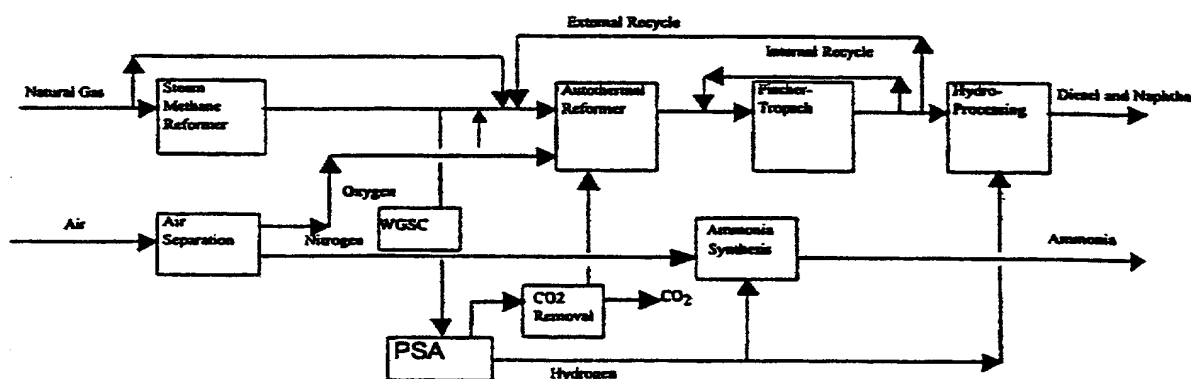 External Recycle
Internal Recycle
Natural Gas
Steam
Methane
Reformer
Autothermal
Reformer
Fischer-
Tropsch
Hydro-
Processing
Diesel and Naphtha
Oxygen
Air
Air
Separation
Nitrogen
WGSC
Ammonia
Synthesis
Ammonia
CO2
Removal
CO2
PSA
Hydrogen